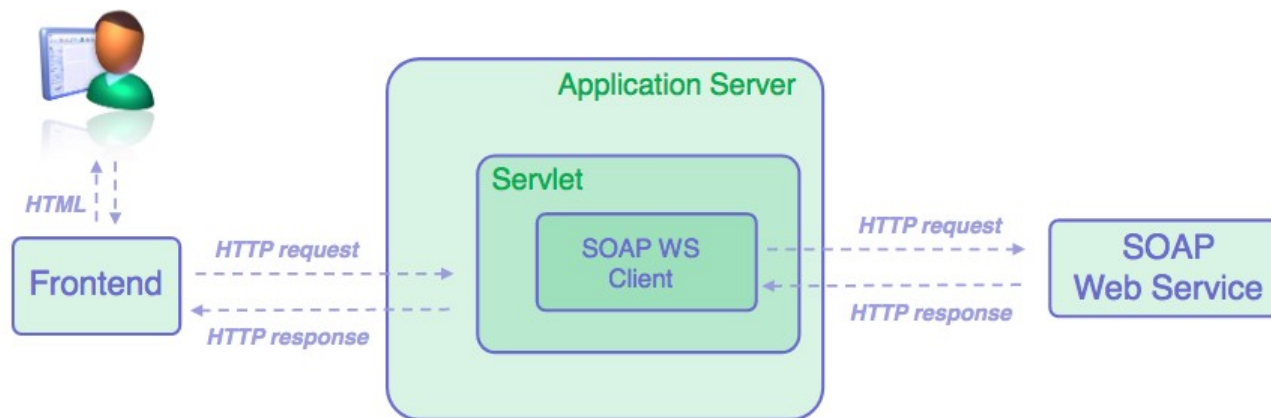 Application Server
Servlet
HTML
HTTP request
HTTP request
SOAP WS
Client
SOAP
Web Service
Frontend
HTTP response
HTTP response